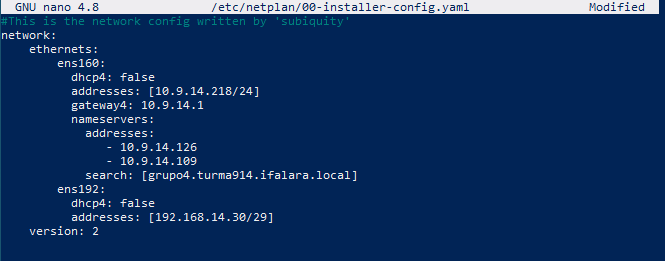 GNU nano 4.8 /etc/netplan/00-installer-config.yaml Modified
#This is the network config written by 'subiquity'
network:
    ethernets:
        ens160:
          dhcp4: false
          addresses: [10.9.14.218/24]
          gateway4: 10.9.14.1
          nameservers:
            addresses:
               - 10.9.14.126
               - 10.9.14.109
            search: [grupo4.turma914.ifalara.local]
        ens192:
          dhcp4: false
          addresses: [192.168.14.30/29]
    version: 2